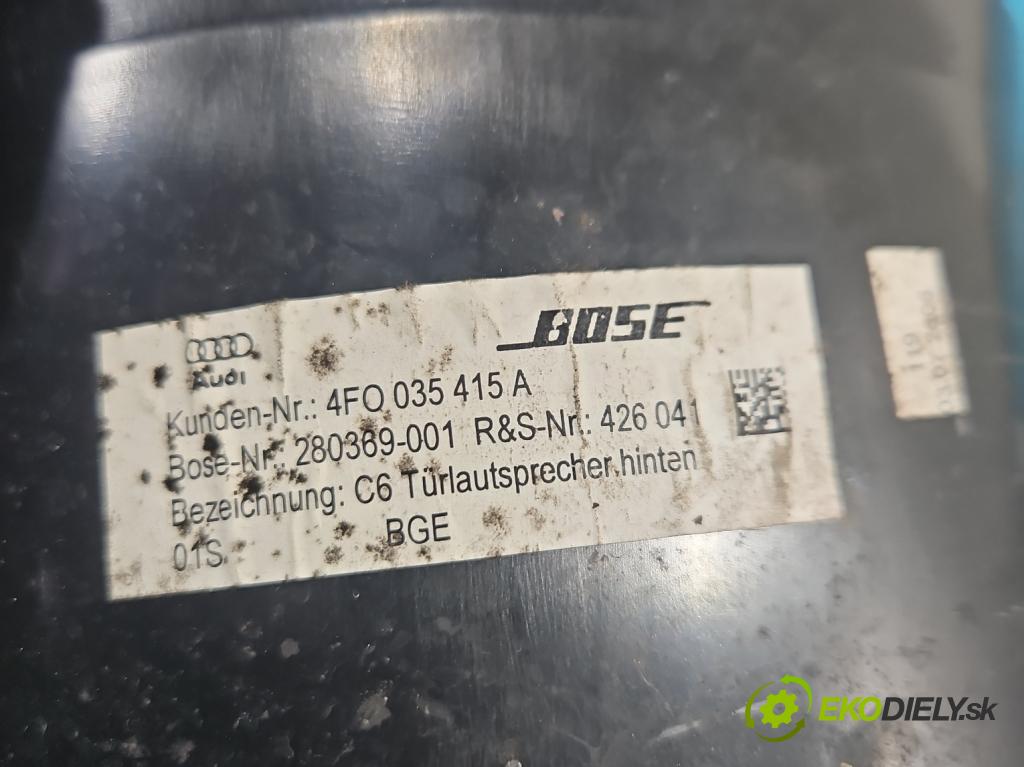 BOSE
Audi
Kunden-Nr.: 4FO 035 415 A
Bose-Nr.: 280369-001 R&S-Nr.: 426 041
Bezeichnung: C6 Türlautsprecher.hinten
01S. BGE
119
EKODIELY.sk